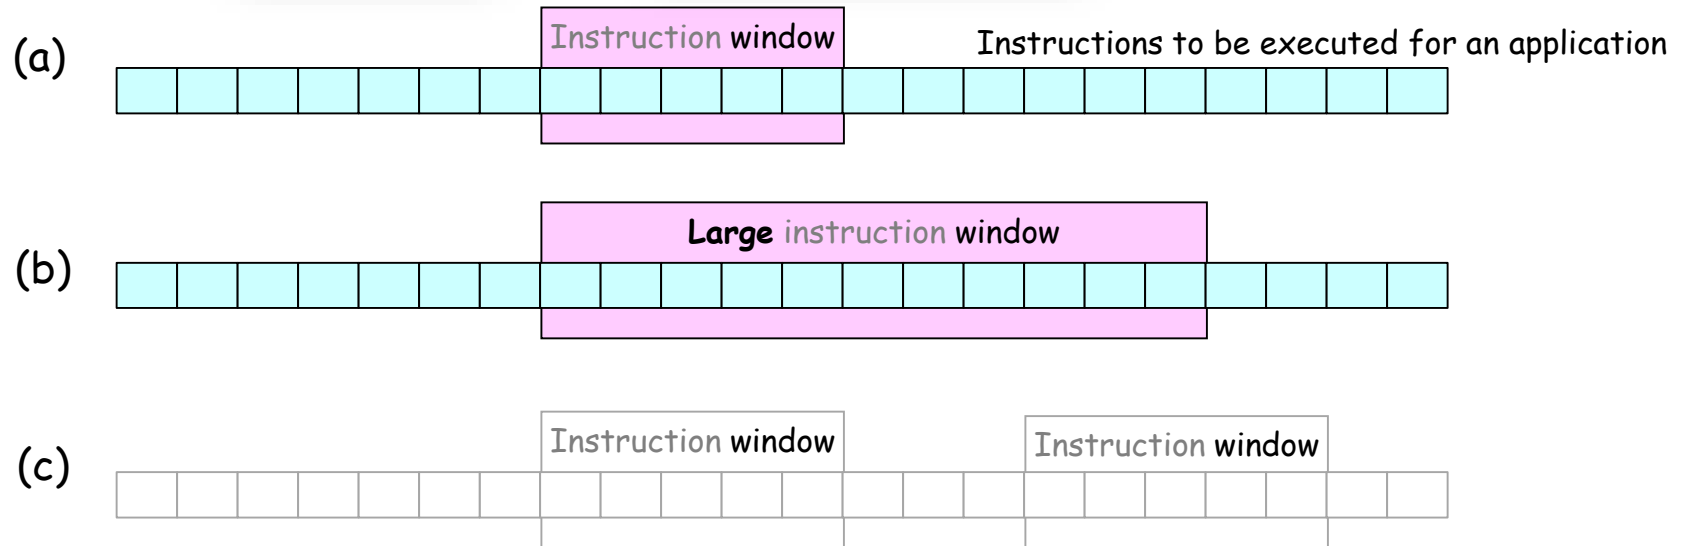 (a)
Instruction window
Instructions to be executed for an application
(b)
Large instruction window
(c)
Instruction window
Instruction window